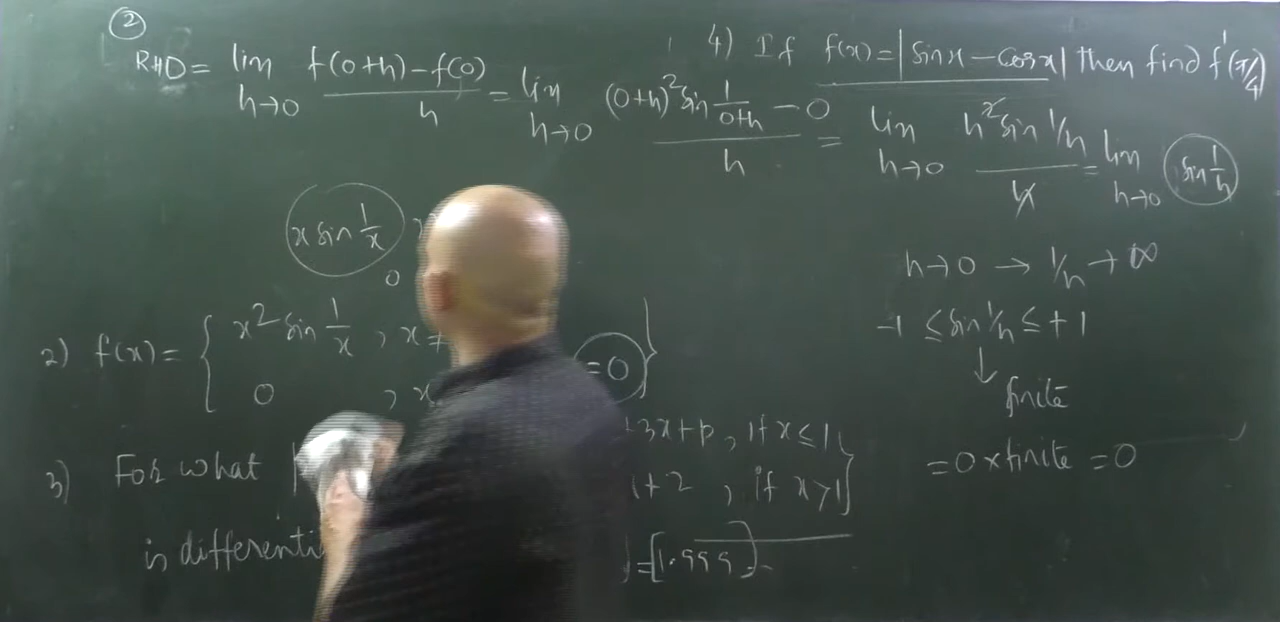 ②
RHD = lim h→0 f(0+h) – f(0) / h = lim h→0 (0+h)² sin 1/0+h – 0 / h = lim h→0 h² sin 1/h / h = lim h→0 sin 1/h
4) If f(x) = |sinx – cosx| then find f'(π/4)
x sin 1/x
0
h→0 → 1/h → ∞
2) f(x) = { x² sin 1/x , x ≠
0 , x =0 }
-1 ≤ sin 1/h ≤ +1
↓
finite
= 0 × finite = 0
3) For what +3x+p, if x ≤ 1
+2 , if x > 1 }
is differenti = [1.999]